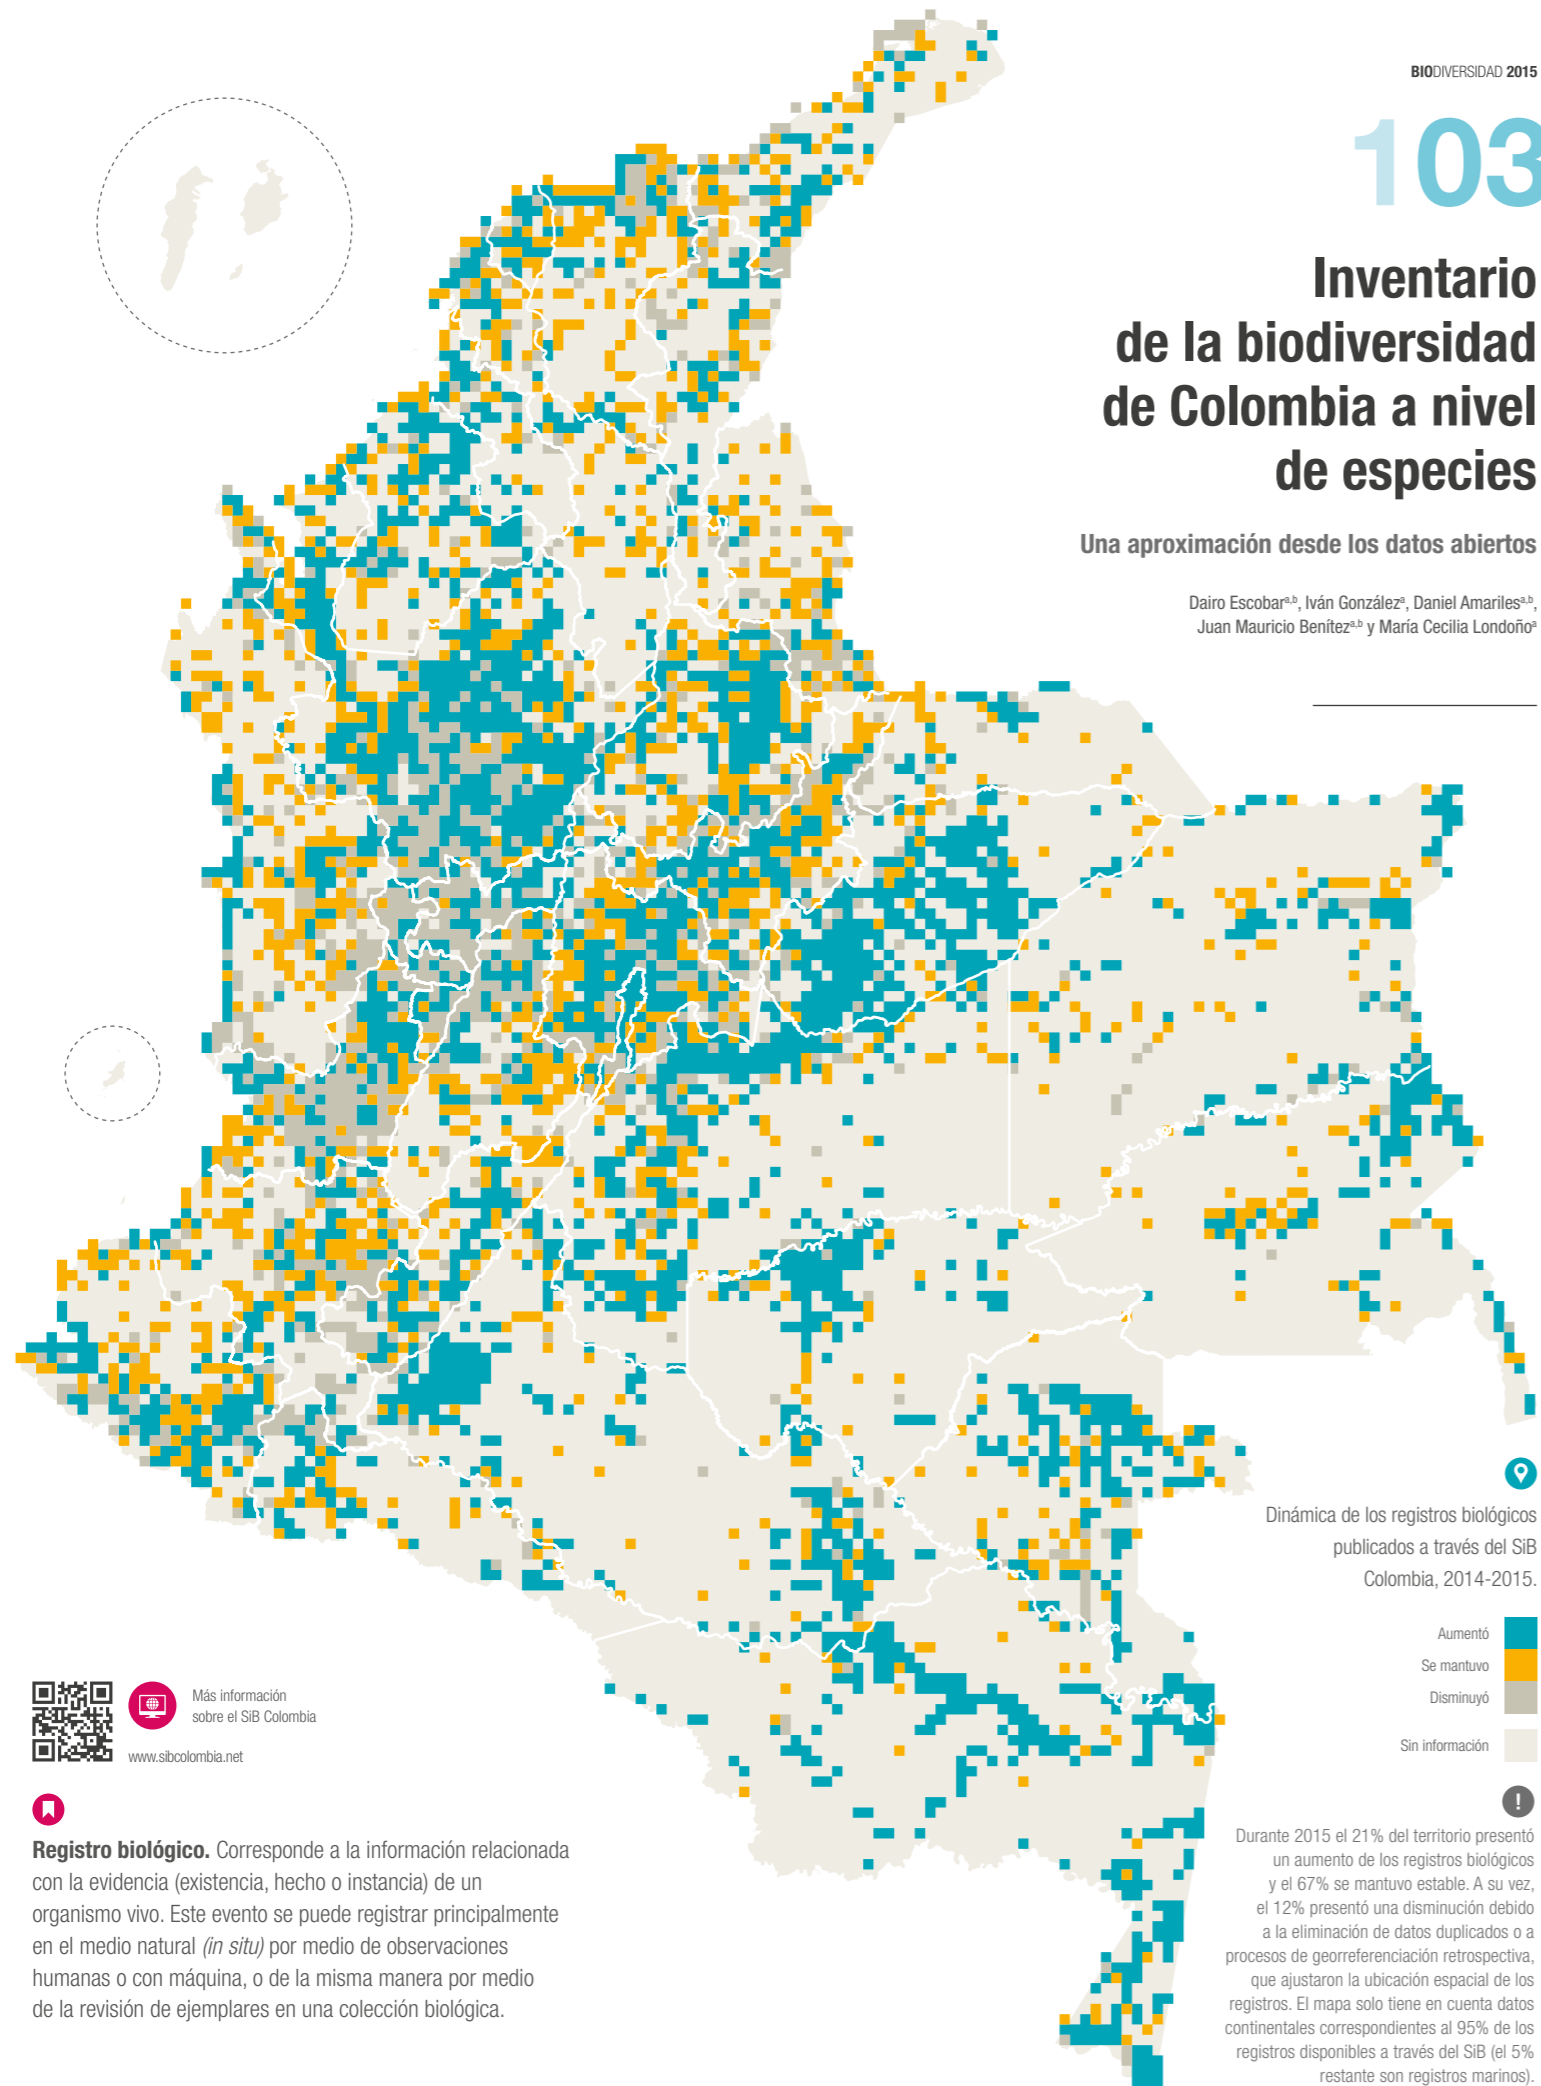 BIODIVERSIDAD 2015
103
Inventario
de la biodiversidad
de Colombia a nivel
de especies
Una aproximación desde los datos abiertos
Dairo Escobarᵃ,ᵇ, Iván Gonzálezᵃ, Daniel Amarilesᵃ,ᵇ,
Juan Mauricio Benítezᵃ,ᵇ y María Cecilia Londoñoᵃ
Dinámica de los registros biológicos
publicados a través del SiB
Colombia, 2014-2015.
Aumentó
Se mantuvo
Disminuyó
Sin información
Más información
sobre el SiB Colombia
www.sibcolombia.net
Registro biológico. Corresponde a la información relacionada
con la evidencia (existencia, hecho o instancia) de un
organismo vivo. Este evento se puede registrar principalmente
en el medio natural (in situ) por medio de observaciones
humanas o con máquina, o de la misma manera por medio
de la revisión de ejemplares en una colección biológica.
!
Durante 2015 el 21% del territorio presentó
un aumento de los registros biológicos
y el 67% se mantuvo estable. A su vez,
el 12% presentó una disminución debido
a la eliminación de datos duplicados o a
procesos de georreferenciación retrospectiva,
que ajustaron la ubicación espacial de los
registros. El mapa solo tiene en cuenta datos
continentales correspondientes al 95% de los
registros disponibles a través del SiB (el 5%
restante son registros marinos).